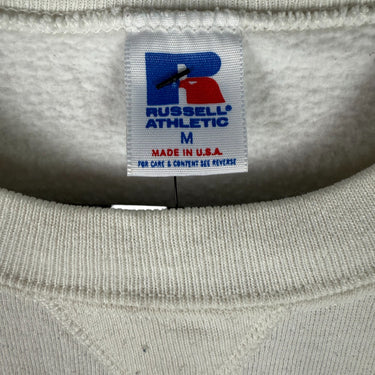 RUSSELL®
ATHLETIC
M
MADE IN U.S.A.
FOR CARE & CONTENT SEE REVERSE